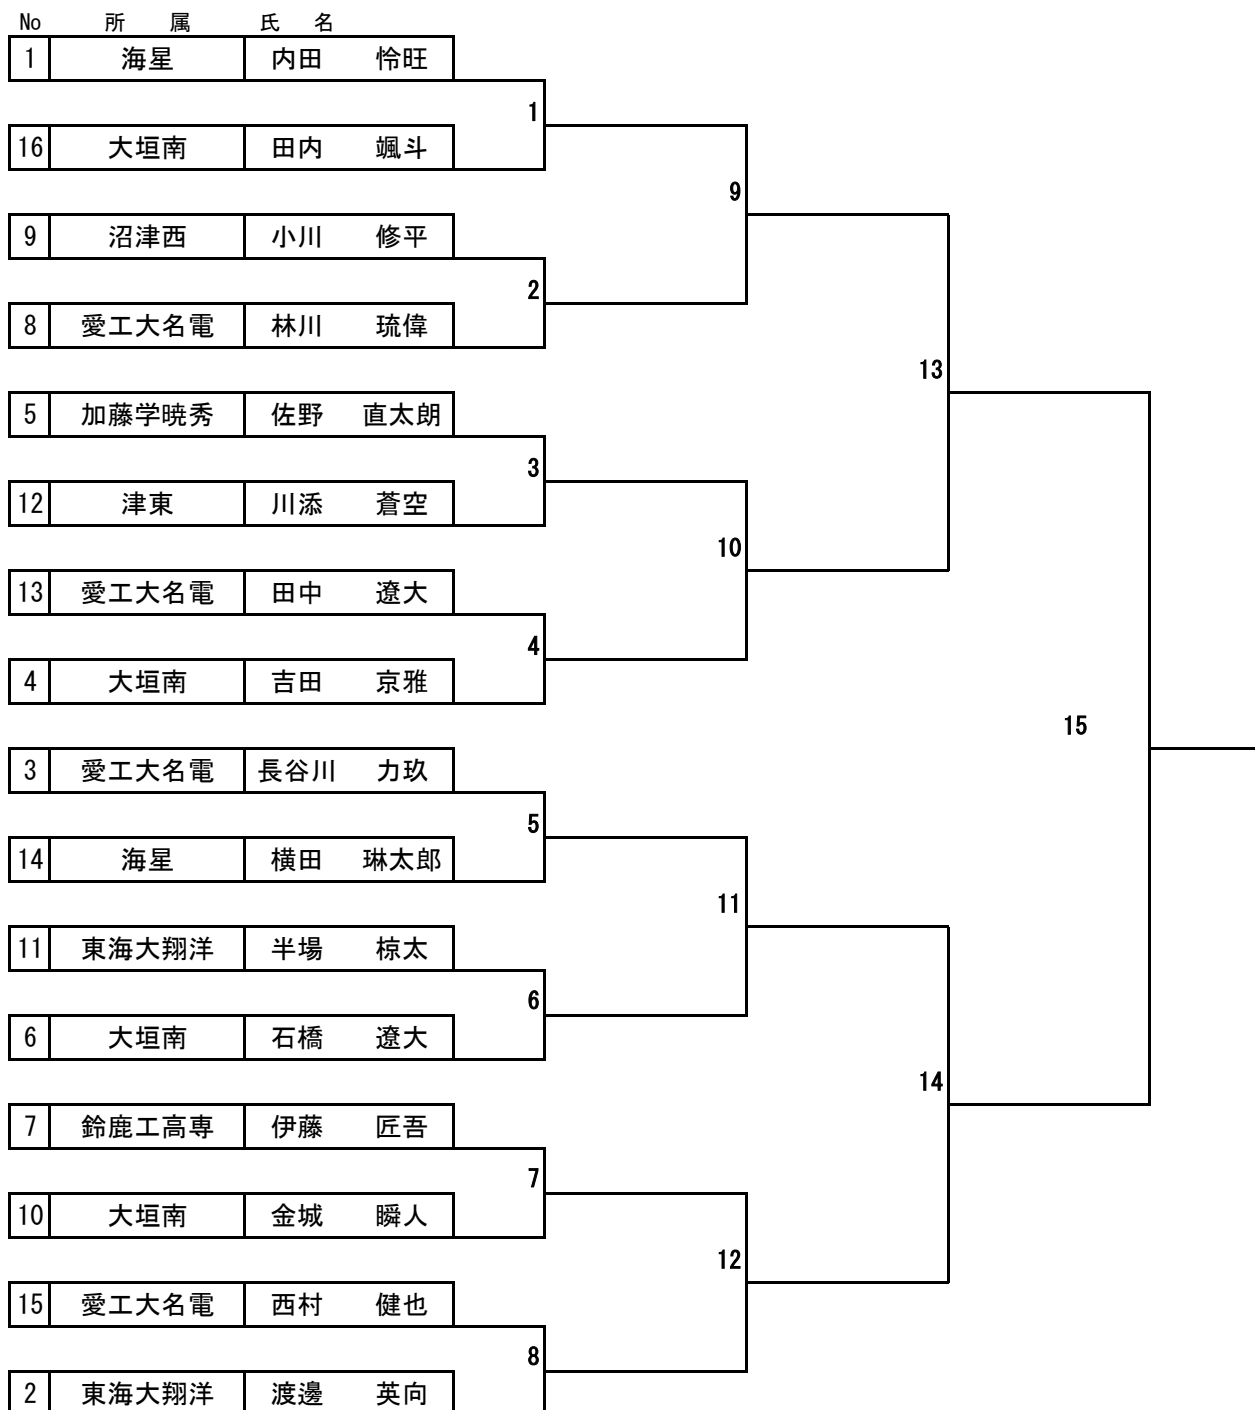 No 所 属 氏 名
1 海星 内田 怜旺
1
16 大垣南 田内 颯斗
9
9 沼津西 小川 修平
2
8 愛工大名電 林川 琉偉
13
5 加藤学暁秀 佐野 直太朗
3
12 津東 川添 蒼空
10
13 愛工大名電 田中 遼大
4
4 大垣南 吉田 京雅
15
3 愛工大名電 長谷川 力玖
5
14 海星 横田 琳太郎
11
11 東海大翔洋 半場 椋太
6
6 大垣南 石橋 遼大
14
7 鈴鹿工高専 伊藤 匠吾
7
10 大垣南 金城 瞬人
12
15 愛工大名電 西村 健也
8
2 東海大翔洋 渡邊 英向